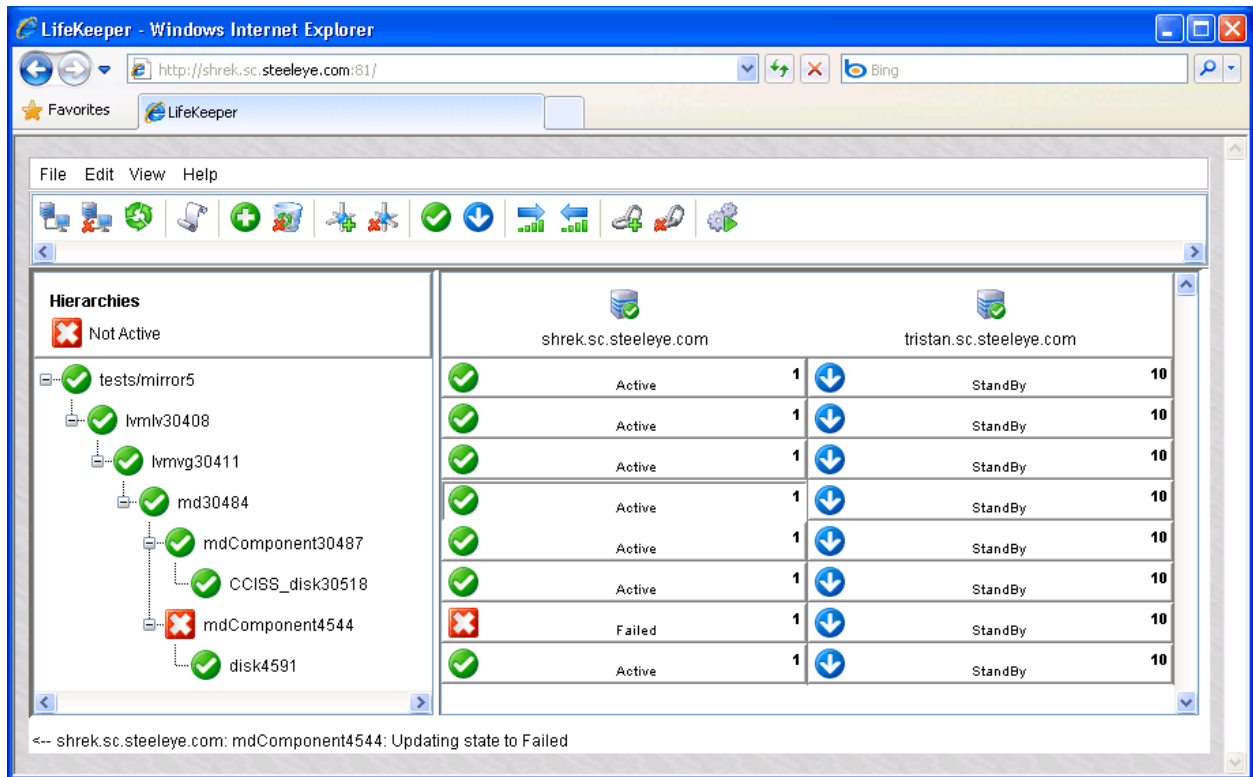 LifeKeeper - Windows Internet Explorer
http://shrek.sc.steeleye.com:81/
Bing
Favorites
LifeKeeper
File Edit View Help
Hierarchies
Not Active
shrek.sc.steeleye.com
tristan.sc.steeleye.com
tests/mirror5 Active 1 StandBy 10
lvmlv30408 Active 1 StandBy 10
lvmvg30411 Active 1 StandBy 10
md30484 Active 1 StandBy 10
mdComponent30487 Active 1 StandBy 10
CCISS_disk30518 Active 1 StandBy 10
mdComponent4544 Failed 1 StandBy 10
disk4591 Active 1 StandBy 10
<-- shrek.sc.steeleye.com: mdComponent4544: Updating state to Failed